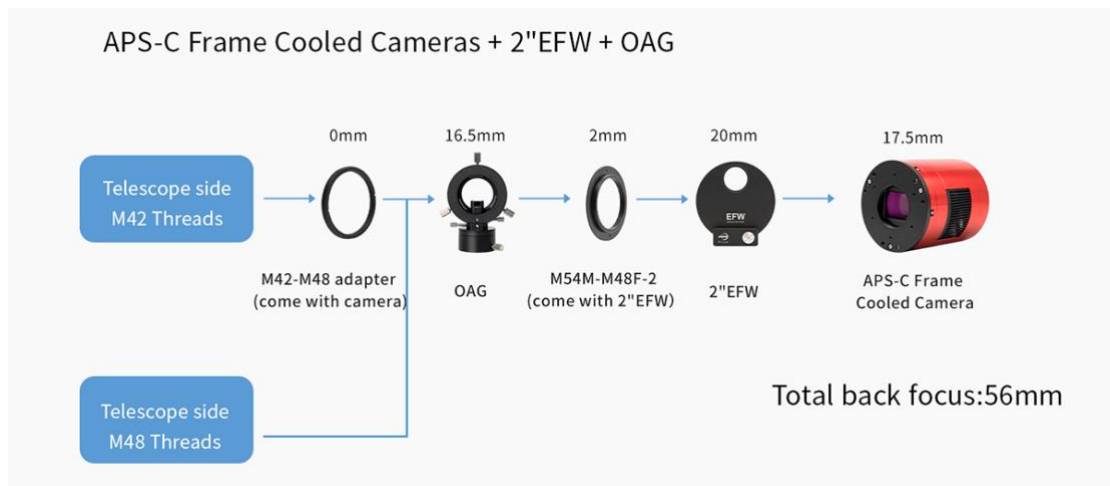 APS-C Frame Cooled Cameras + 2"EFW + OAG
0mm
16.5mm
2mm
20mm
17.5mm
Telescope side
M42 Threads
EFW
M42-M48 adapter
(come with camera)
OAG
M54M-M48F-2
(come with 2"EFW)
2"EFW
APS-C Frame
Cooled Camera
Telescope side
M48 Threads
Total back focus:56mm